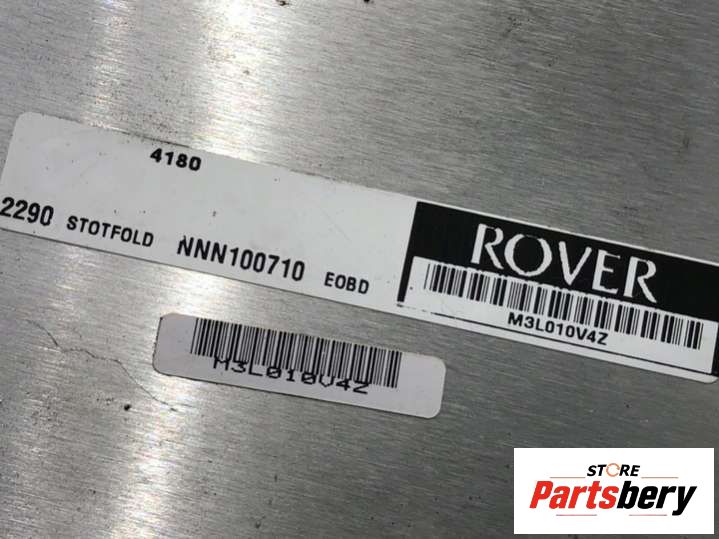 4180
2290 STOTFOLD NNN100710 EOBD
ROVER
M3L010V4Z
M3L010V4Z
STORE
Partsbery